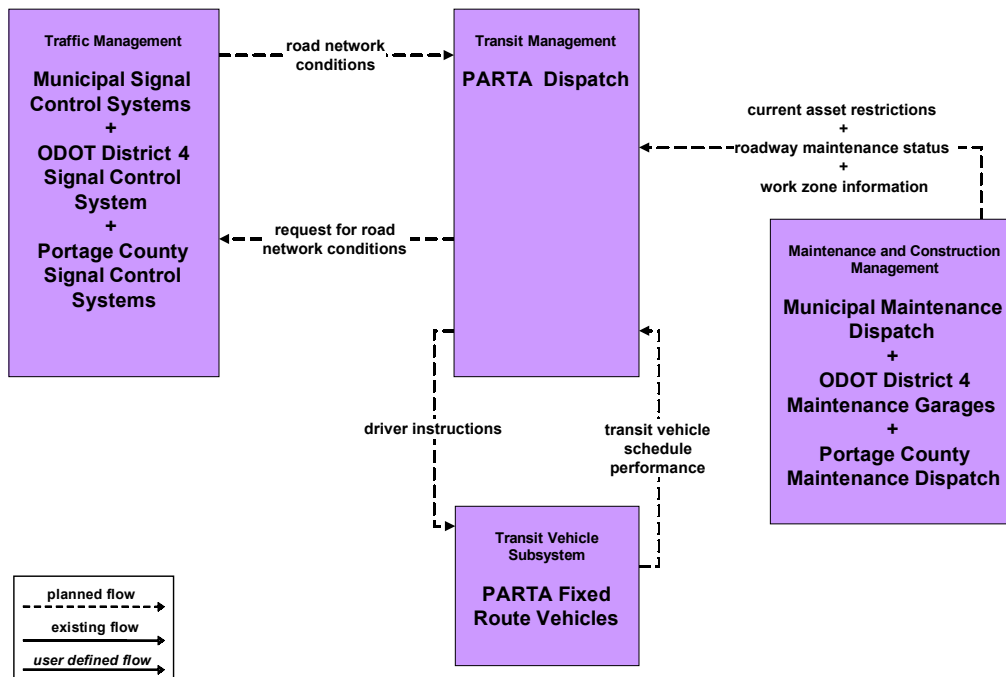 Traffic Management
Municipal Signal
Control Systems
+
ODOT District 4
Signal Control
System
+
Portage County
Signal Control
Systems
road network
conditions
request for road
network conditions
Transit Management
PARTA Dispatch
current asset restrictions
+
roadway maintenance status
+
work zone information
Maintenance and Construction
Management
Municipal Maintenance
Dispatch
+
ODOT District 4
Maintenance Garages
+
Portage County
Maintenance Dispatch
driver instructions
transit vehicle
schedule
performance
Transit Vehicle
Subsystem
PARTA Fixed
Route Vehicles
planned flow
existing flow
user defined flow